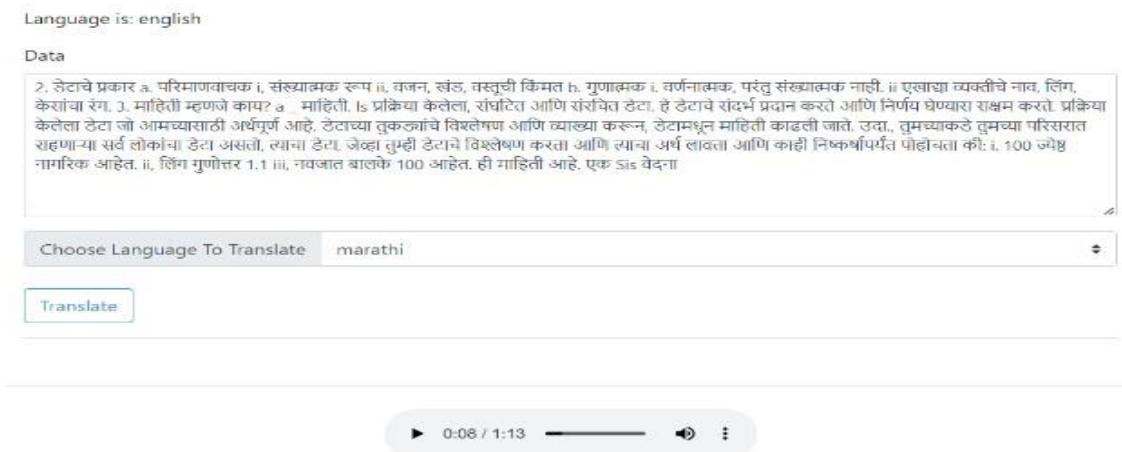 Language is: english
Data
2. डेटाचे प्रकार a. परिमाणवाचक i, संख्यात्मक रूप ii, वजन, खंड, वस्तूची किंमत b. गुणात्मक i. वर्णनात्मक, परंतु संख्यात्मक नाही. ii एखाद्या व्यक्तीचे नाव, लिंग,
केसांचा रंग. 3. माहिती म्हणजे काय? a _ माहिती. Is प्रक्रिया केलेला, संघटित आणि संरचित डेटा. हे डेटाचे संदर्भ प्रदान करते आणि निर्णय घेण्यास सक्षम करते. प्रक्रिया
केलेला डेटा जो आमच्यासाठी अर्थपूर्ण आहे. डेटाच्या तुकड्यांचे विश्लेषण आणि व्याख्या करून, डेटामधून माहिती काढली जाते. उदा., तुमच्याकडे तुमच्या परिसरात
राहणाऱ्या सर्व लोकांचा डेटा असतो, त्याचा डेटा. जेव्हा तुम्ही डेटाचे विश्लेषण करता आणि त्याचा अर्थ लावता आणि काही निष्कर्षापर्यंत पोहोचता की: i. 100 ज्येष्ठ
नागरिक आहेत. ii, लिंग गुणोत्तर 1.1 iii, नवजात बालके 100 आहेत. ही माहिती आहे. एक Sis वेदना
Choose Language To Translate marathi
Translate
0:08 / 1:13